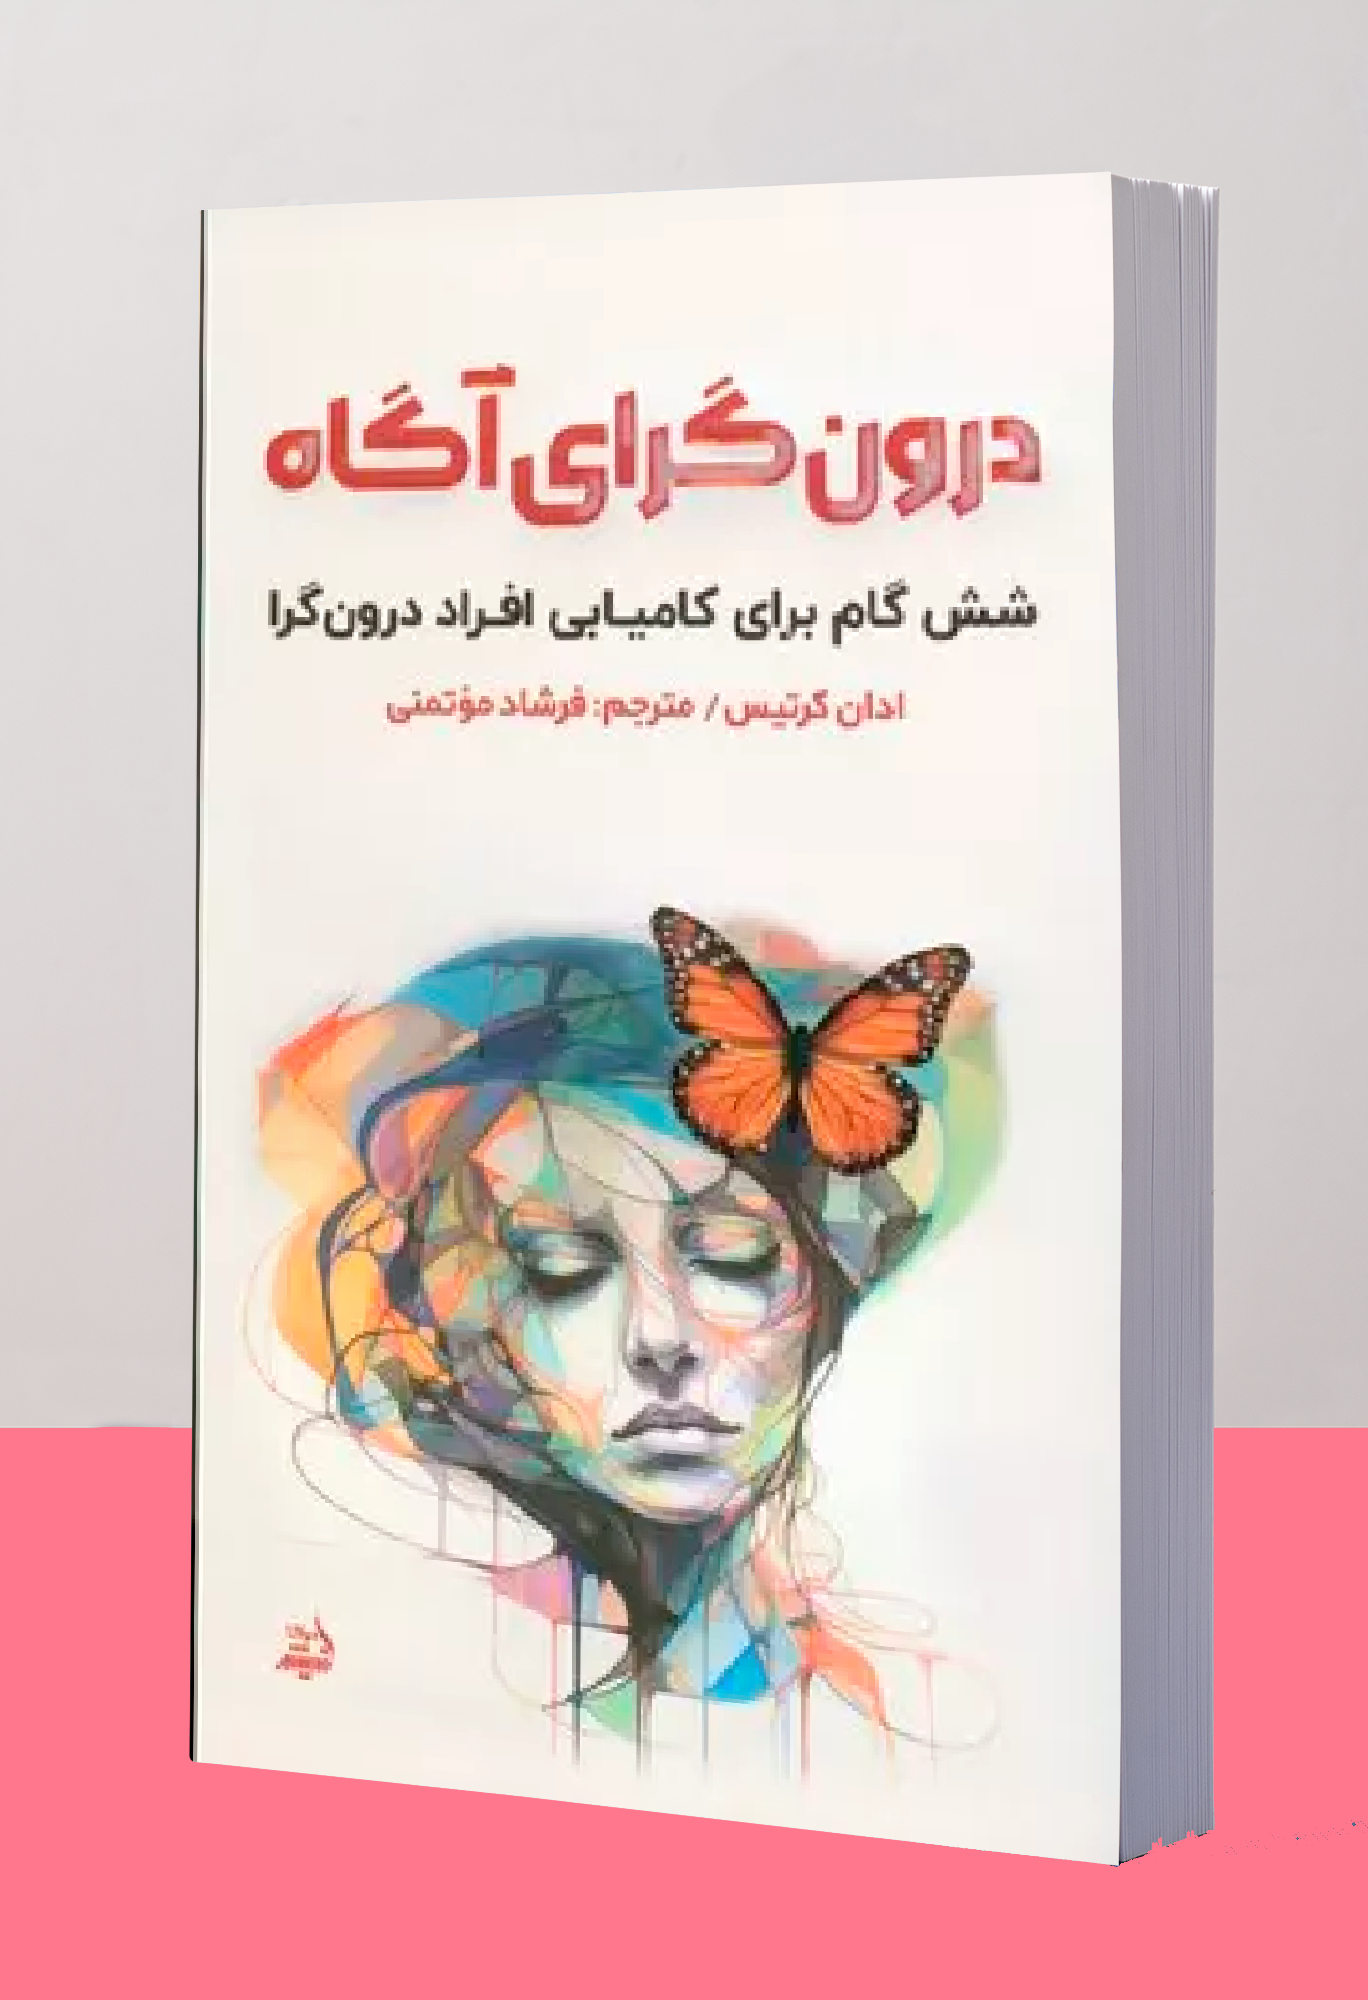 درون‌گرای آگاه
شش گام برای کامیابی افراد درون‌گرا
ادان کرتیس / مترجم: فرشاد مؤتمنی